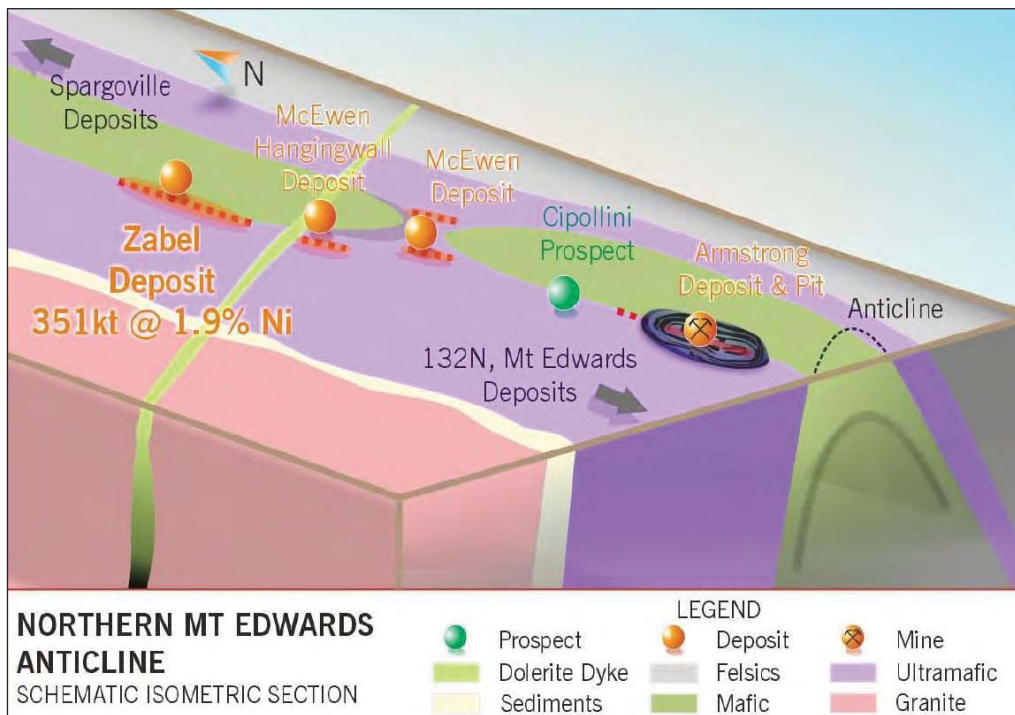 N
Spargoville
Deposits
McEwen
Hangingwall
Deposit
McEwen
Deposit
Cipollini
Prospect
Zabel
Deposit
351kt @ 1.9% Ni
Armstrong
Deposit & Pit
Anticline
132N, Mt Edwards
Deposits
NORTHERN MT EDWARDS
ANTICLINE
SCHEMATIC ISOMETRIC SECTION
LEGEND
Prospect Deposit Mine
Dolerite Dyke Felsics Ultramafic
Sediments Mafic Granite